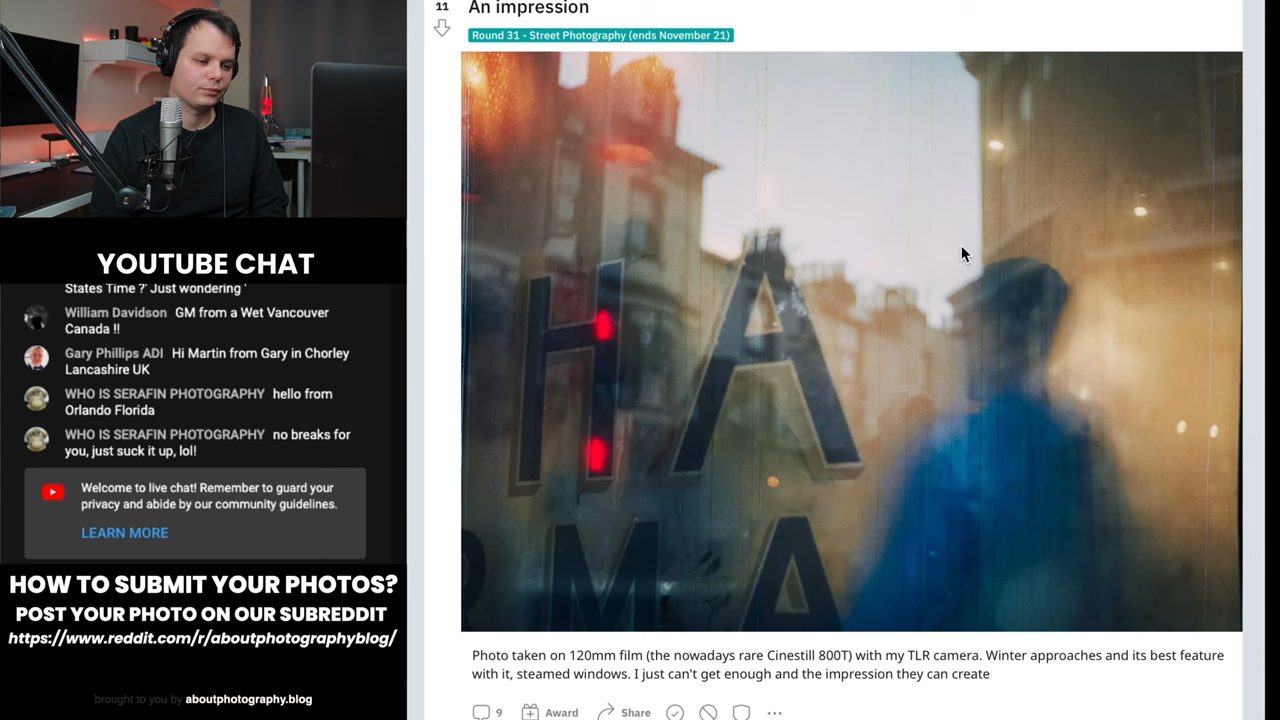 YOUTUBE CHAT
States Time ?' Just wondering '
William Davidson GM from a Wet Vancouver
Canada !!
Gary Phillips ADI Hi Martin from Gary in Chorley
Lancashire UK
WHO IS SERAFIN PHOTOGRAPHY hello from
Orlando Florida
WHO IS SERAFIN PHOTOGRAPHY no breaks for
you, just suck it up, lol!
Welcome to live chat! Remember to guard your
privacy and abide by our community guidelines.
LEARN MORE
HOW TO SUBMIT YOUR PHOTOS?
POST YOUR PHOTO ON OUR SUBREDDIT
https://www.reddit.com/r/aboutphotographyblog/
brought to you by aboutphotography.blog
11
An impression
Round 31 - Street Photography (ends November 21)
HA
RMA
Photo taken on 120mm film (the nowadays rare Cinestill 800T) with my TLR camera. Winter approaches and its best feature
with it, steamed windows. I just can't get enough and the impression they can create
9 Award Share